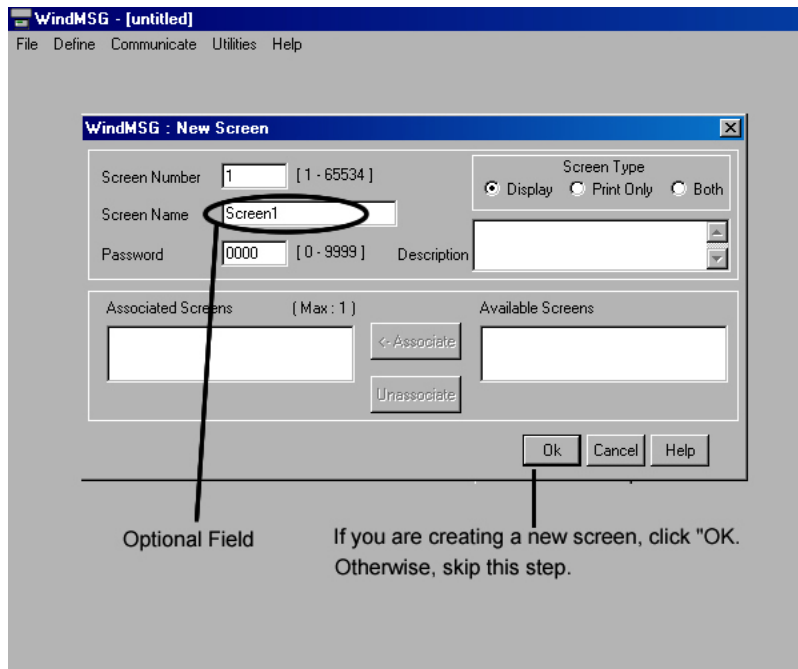 WindMSG - [untitled]
File Define Communicate Utilities Help
WindMSG : New Screen
Screen Number 1 [ 1 - 65534 ]
Screen Type
Display Print Only Both
Screen Name Screen1
Password 0000 [ 0 - 9999 ] Description
Associated Screens ( Max : 1 ) Available Screens
<- Associate
Unassociate
Ok Cancel Help
Optional Field
If you are creating a new screen, click "OK.
Otherwise, skip this step.